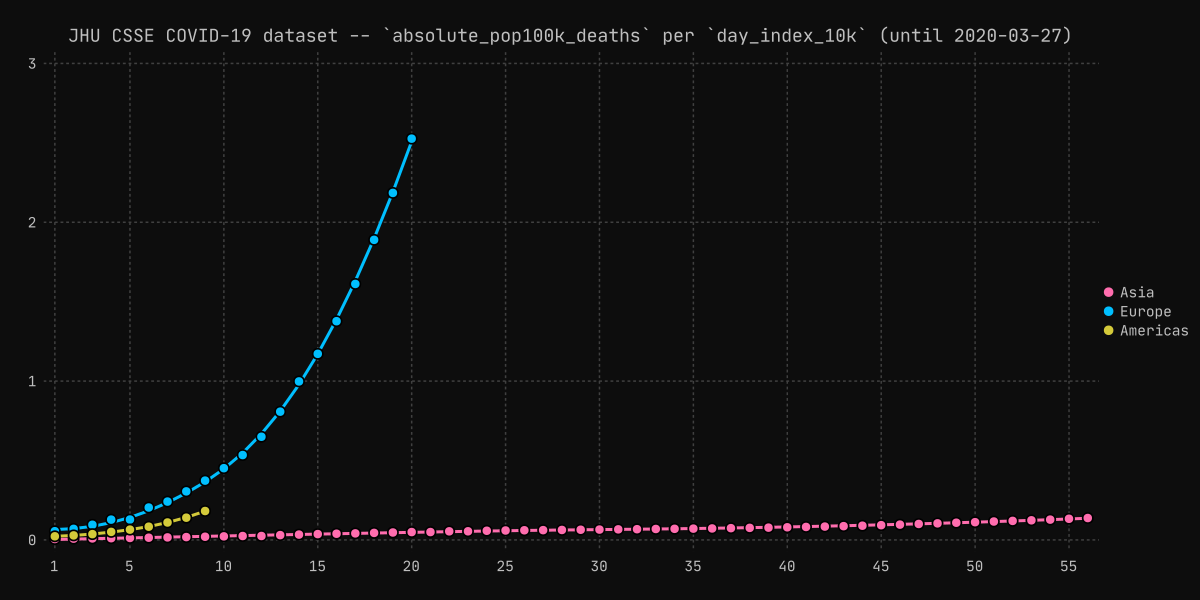 JHU CSSE COVID-19 dataset -- `absolute_pop100k_deaths` per `day_index_10k` (until 2020-03-27)
3
2
1
0
Asia
Europe
Americas
1 5 10 15 20 25 30 35 40 45 50 55